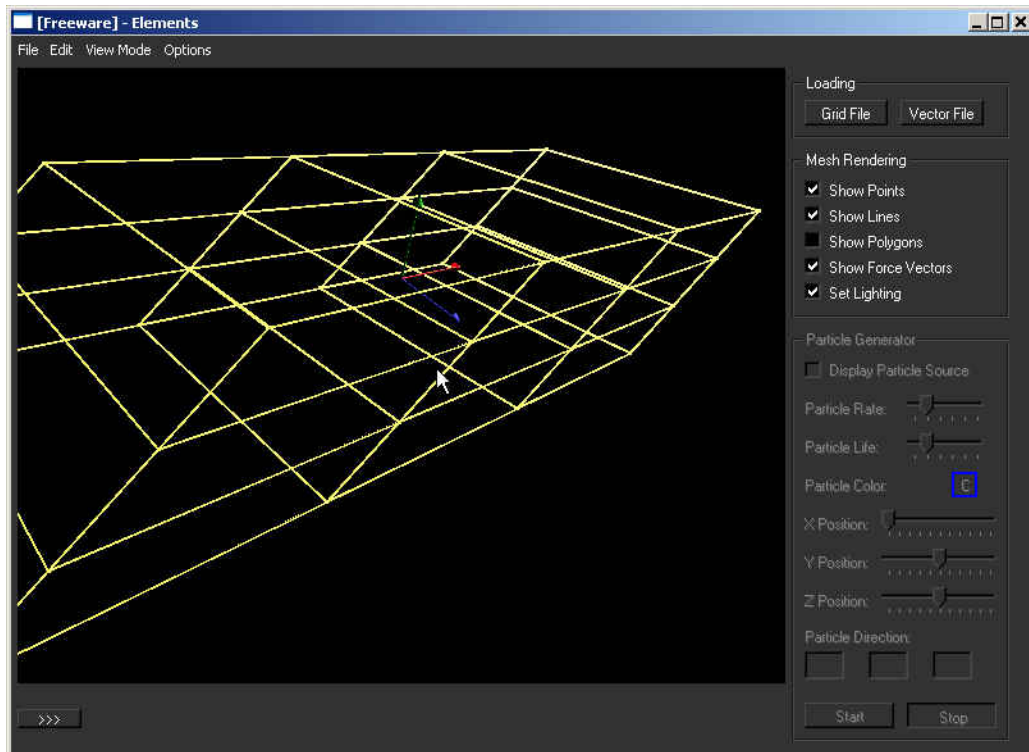 [Freeware] - Elements
File Edit View Mode Options
Loading
Grid File Vector File
Mesh Rendering
Show Points
Show Lines
Show Polygons
Show Force Vectors
Set Lighting
Particle Generator
Display Particle Source
Particle Rate:
Particle Life:
Particle Color: C
X Position:
Y Position:
Z Position:
Particle Direction:
>>> Start Stop